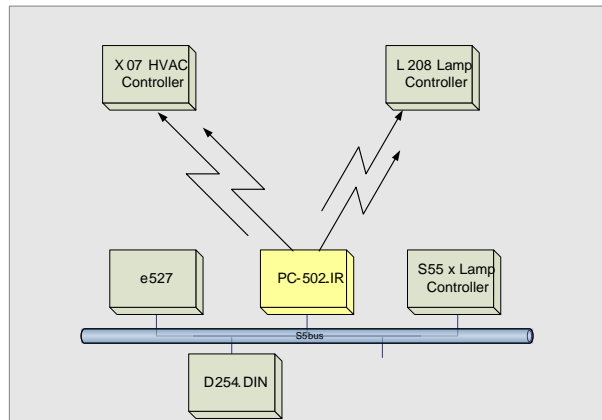 X 07 HVAC
Controller
L 208 Lamp
Controller
e527
PC-502.IR
S55 x Lamp
Controller
S5bus
D254.DIN